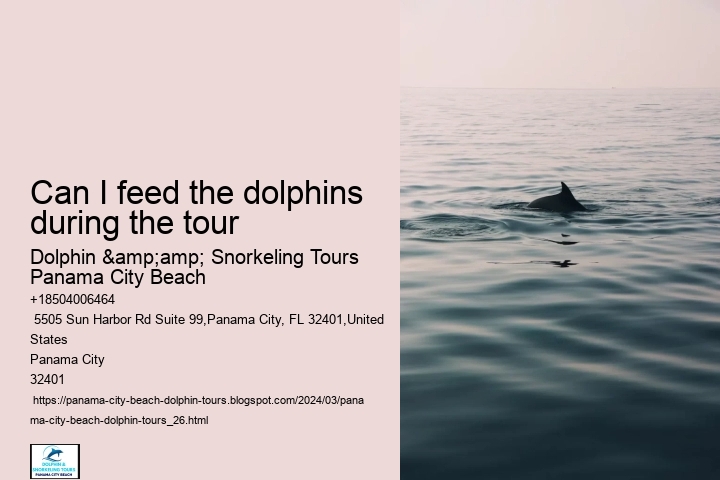 Can I feed the dolphins
during the tour
Dolphin &amp;amp; Snorkeling Tours
Panama City Beach
+18504006464
5505 Sun Harbor Rd Suite 99,Panama City, FL 32401,United
States
Panama City
32401
https://panama-city-beach-dolphin-tours.blogspot.com/2024/03/pana
ma-city-beach-dolphin-tours_26.html
DOLPHIN &
SNORKELING TOURS
PANAMA CITY BEACH